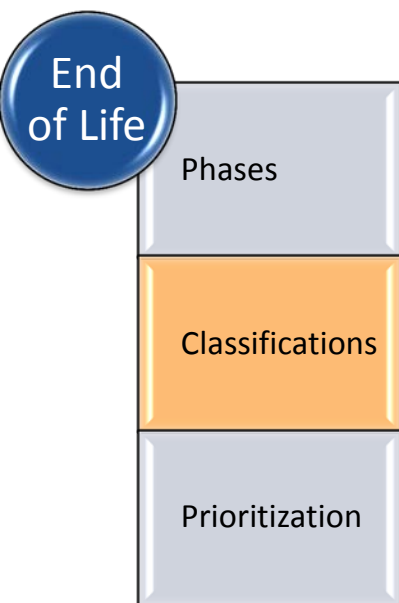 End
of Life
Phases
Classifications
Prioritization